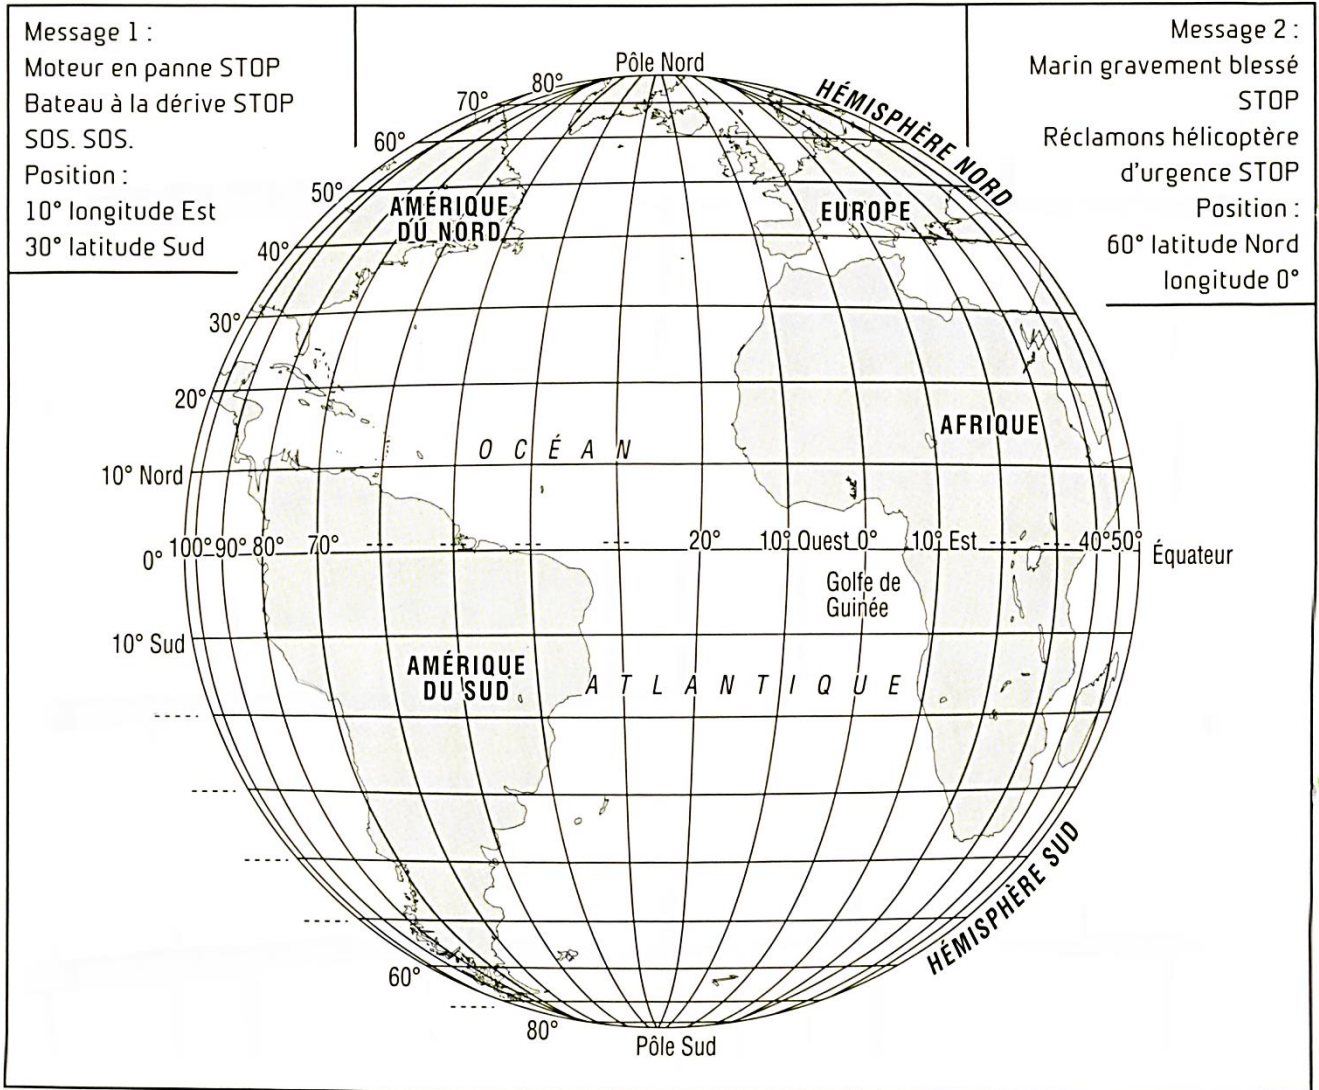 Message 1 :
Moteur en panne STOP
Bateau à la dérive STOP
SOS. SOS.
Position :
10° longitude Est
30° latitude Sud
Message 2 :
Marin gravement blessé
STOP
Réclamons hélicoptère
d'urgence STOP
Position :
60° latitude Nord
longitude 0°
Pôle Nord
80°
70°
60°
50°
40°
30°
20°
10° Nord
0°
10° Sud
60°
80°
Pôle Sud
HÉMISPHÈRE NORD
AMÉRIQUE
DU NORD
EUROPE
AFRIQUE
OCÉAN
100° 90° 80° 70° 20° 10° Ouest 0° 10° Est 40° 50°
Équateur
Golfe de
Guinée
AMÉRIQUE
DU SUD
ATLANTIQUE
HÉMISPHÈRE SUD